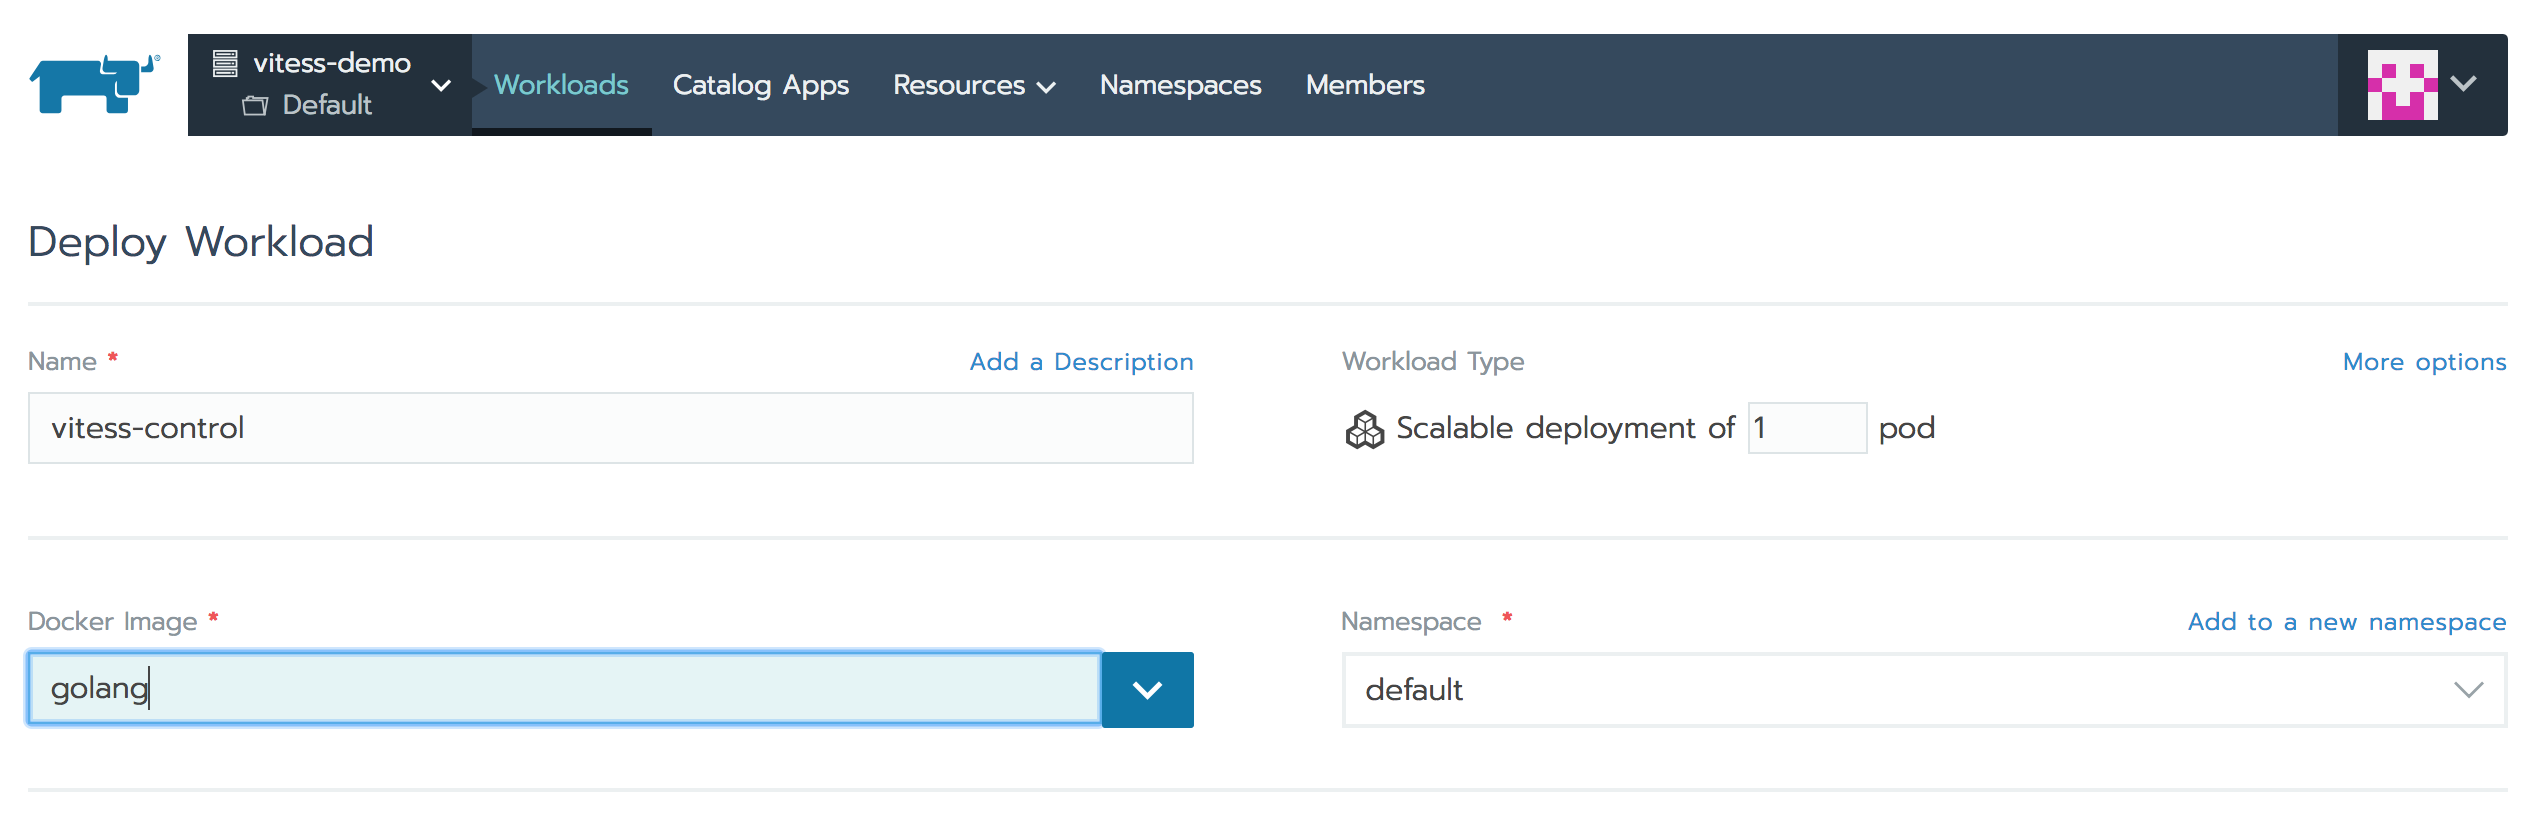 vitess-demo
Default
Workloads Catalog Apps Resources Namespaces Members
Deploy Workload
Name * Add a Description
Workload Type More options
vitess-control
Scalable deployment of 1 pod
Docker Image *
Namespace * Add to a new namespace
golang
default